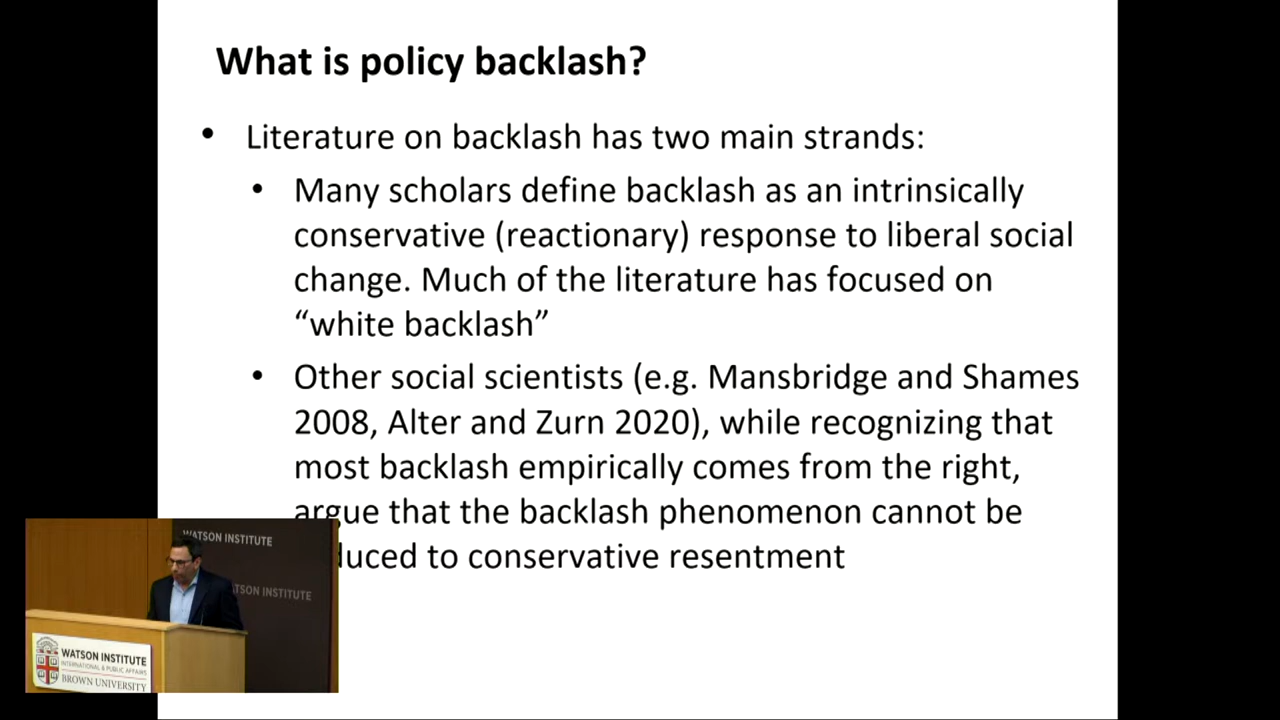 What is policy backlash?
• Literature on backlash has two main strands:
• Many scholars define backlash as an intrinsically
conservative (reactionary) response to liberal social
change. Much of the literature has focused on
“white backlash”
• Other social scientists (e.g. Mansbridge and Shames
2008, Alter and Zurn 2020), while recognizing that
most backlash empirically comes from the right,
argue that the backlash phenomenon cannot be
to conservative resentment
WATSON INSTITUTE
WATSON INSTITUTE
WATSON INSTITUTE
INTERNATIONAL & PUBLIC AFFAIRS
BROWN UNIVERSITY